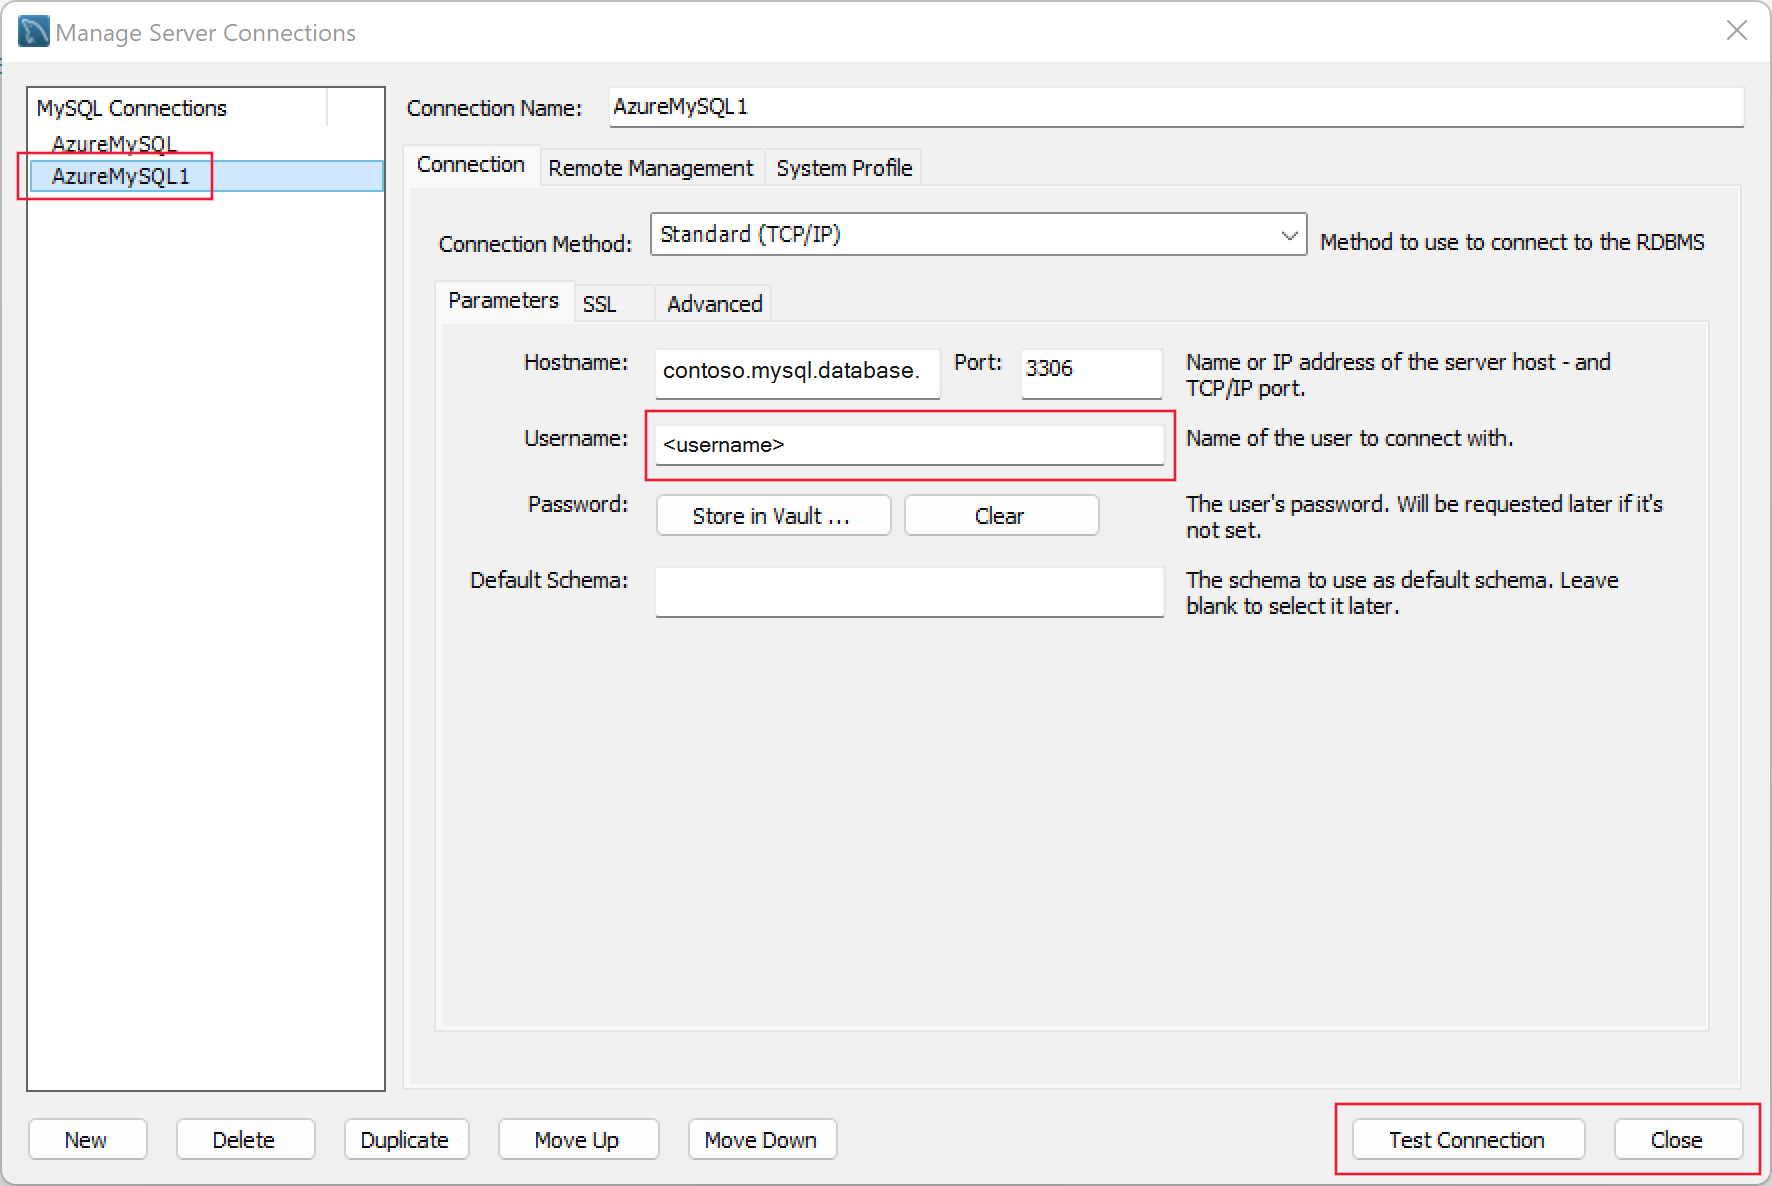 Manage Server Connections
MySQL Connections
AzureMySQL
AzureMySQL1
Connection Name: AzureMySQL1
Connection Remote Management System Profile
Connection Method: Standard (TCP/IP) Method to use to connect to the RDBMS
Parameters SSL Advanced
Hostname: contoso.mysql.database. Port: 3306 Name or IP address of the server host - and
TCP/IP port.
Username: <username> Name of the user to connect with.
Password: Store in Vault ... Clear The user's password. Will be requested later if it's
not set.
Default Schema: The schema to use as default schema. Leave
blank to select it later.
New Delete Duplicate Move Up Move Down Test Connection Close